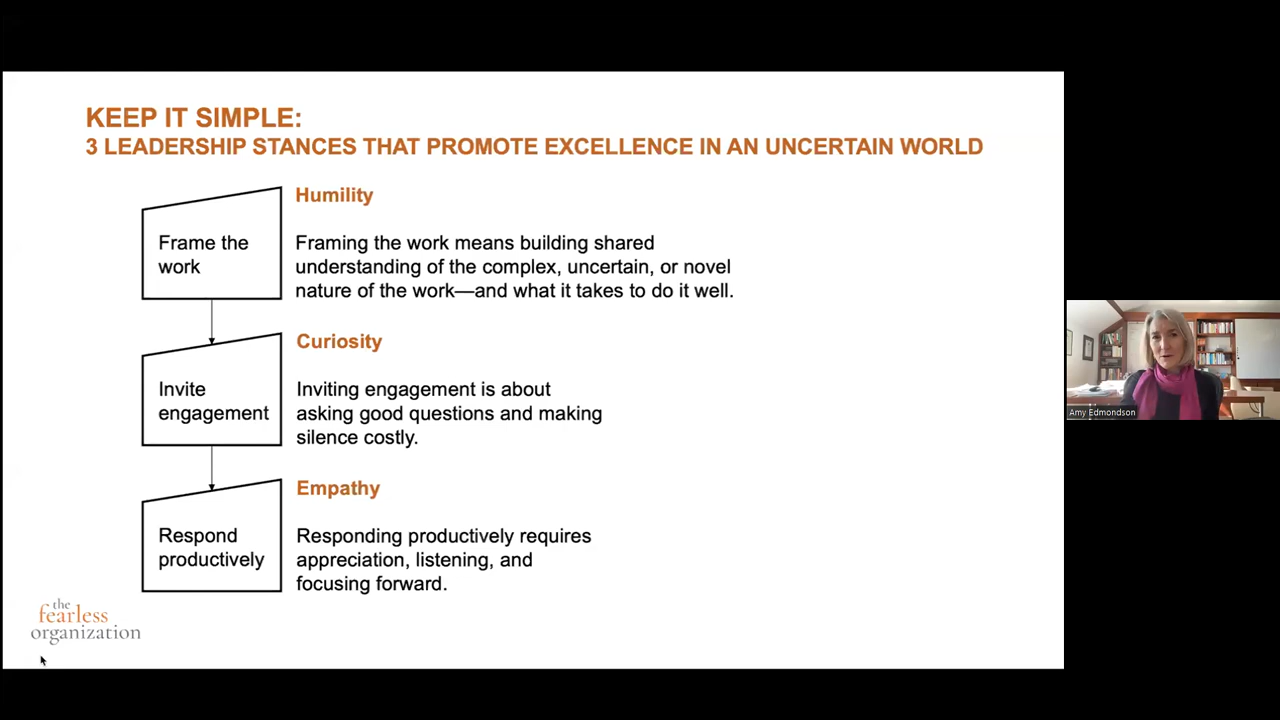 KEEP IT SIMPLE:
3 LEADERSHIP STANCES THAT PROMOTE EXCELLENCE IN AN UNCERTAIN WORLD
Frame the
work
Humility
Framing the work means building shared
understanding of the complex, uncertain, or novel
nature of the work—and what it takes to do it well.
Invite
engagement
Curiosity
Inviting engagement is about
asking good questions and making
silence costly.
Respond
productively
Empathy
Responding productively requires
appreciation, listening, and
focusing forward.
the
fearless
organization
Amy Edmondson